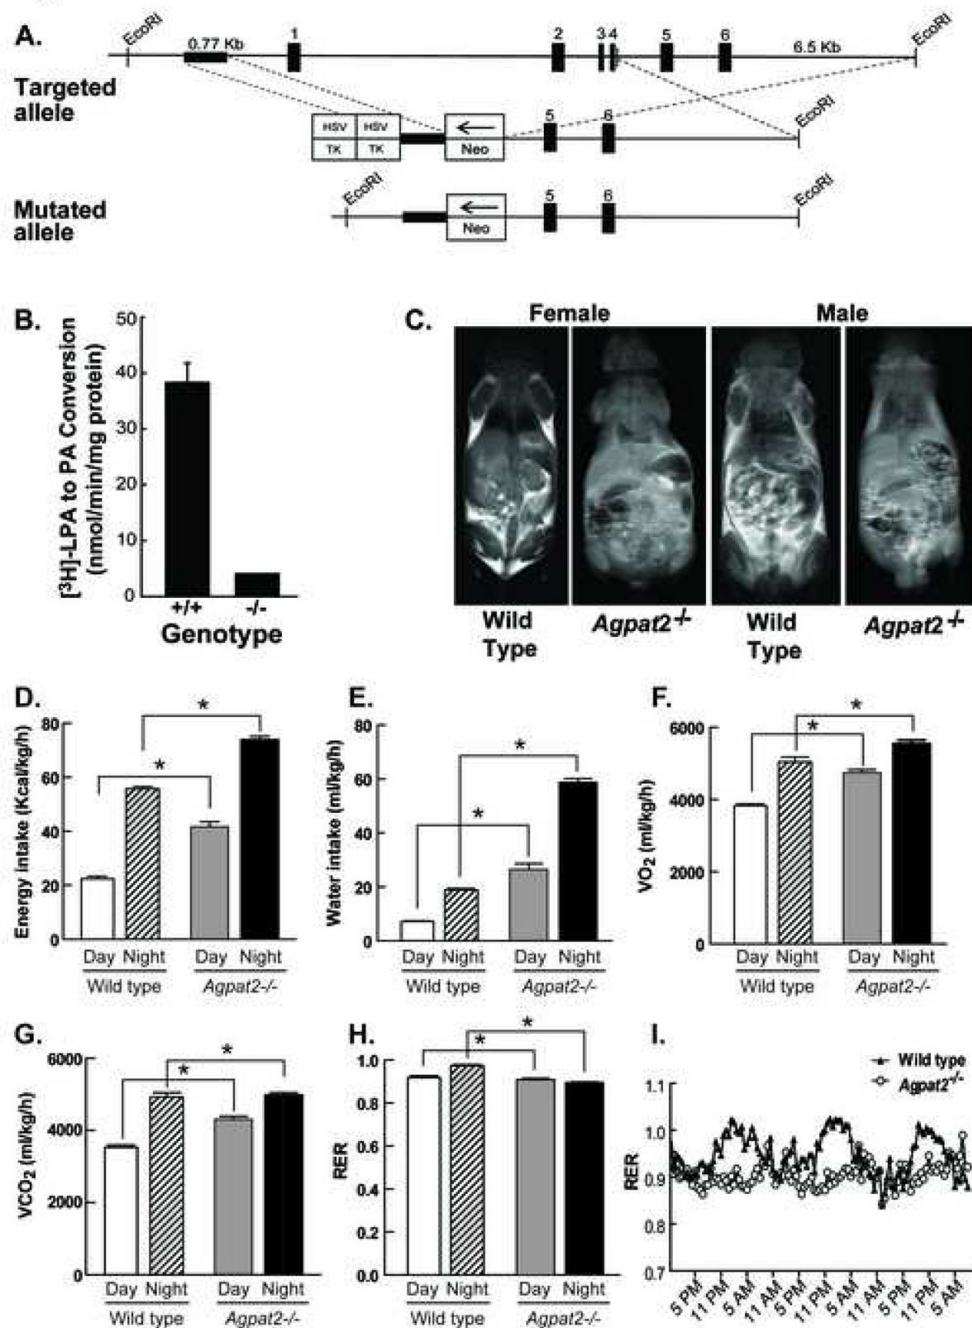 A.
EcoRI
0.77 Kb
1
2
3 4
5
6
6.5 Kb
EcoRI
Targeted
allele
HSV
HSV
TK
TK
Neo
5
6
EcoRI
Mutated
allele
EcoRI
Neo
5
6
EcoRI
B.
[³H]-LPA to PA Conversion
(nmol/min/mg protein)
50
40
30
20
10
0
+/+
-/-
Genotype
C.
Female
Male
Wild
Type
Agpat2-/-
Wild
Type
Agpat2-/-
D.
Energy intake (Kcal/kg/h)
80
60
40
20
0
*
*
Day Night Day Night
Wild type Agpat2-/-
E.
Water intake (ml/kg/h)
80
60
40
20
0
*
*
Day Night Day Night
Wild type Agpat2-/-
F.
VO2 (ml/kg/h)
6000
4000
2000
0
*
*
Day Night Day Night
Wild type Agpat2-/-
G.
VCO2 (ml/kg/h)
6000
4000
2000
0
*
*
Day Night Day Night
Wild type Agpat2-/-
H.
RER
1.0
0.8
0.6
0.4
0.2
0.0
*
*
Day Night Day Night
Wild type Agpat2-/-
I.
Wild type
Agpat2-/-
RER
1.1
1.0
0.9
0.8
0.7
5 PM
11 PM
5 AM
11 AM
5 PM
11 PM
5 AM
11 AM
5 PM
11 PM
5 AM